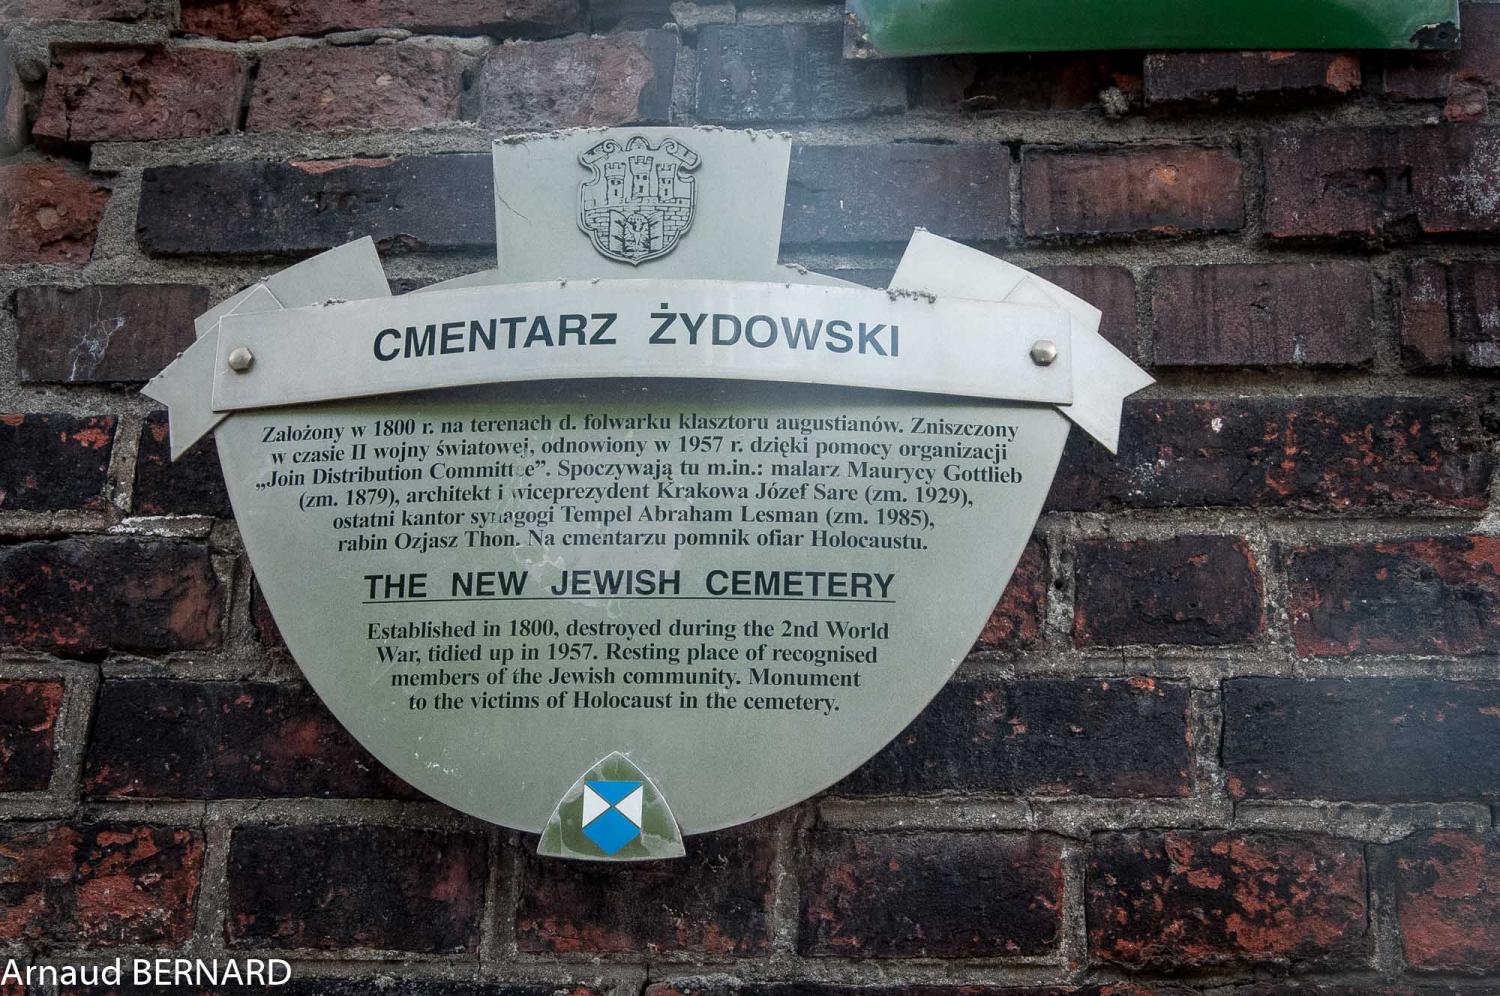 CMENTARZ ŻYDOWSKI
Założony w 1800 r. na terenach d. folwarku klasztoru augustianów. Zniszczony
w czasie II wojny światowej, odnowiony w 1957 r. dzięki pomocy organizacji
„Join Distribution Committee”. Spoczywają tu m.in.: malarz Maurycy Gottlieb
(zm. 1879), architekt i wiceprezydent Krakowa Józef Sare (zm. 1929),
ostatni kantor synagogi Tempel Abraham Lesman (zm. 1985),
rabin Ozjasz Thon. Na cmentarzu pomnik ofiar Holocaustu.
THE NEW JEWISH CEMETERY
Established in 1800, destroyed during the 2nd World
War, tidied up in 1957. Resting place of recognised
members of the Jewish community. Monument
to the victims of Holocaust in the cemetery.
Arnaud BERNARD